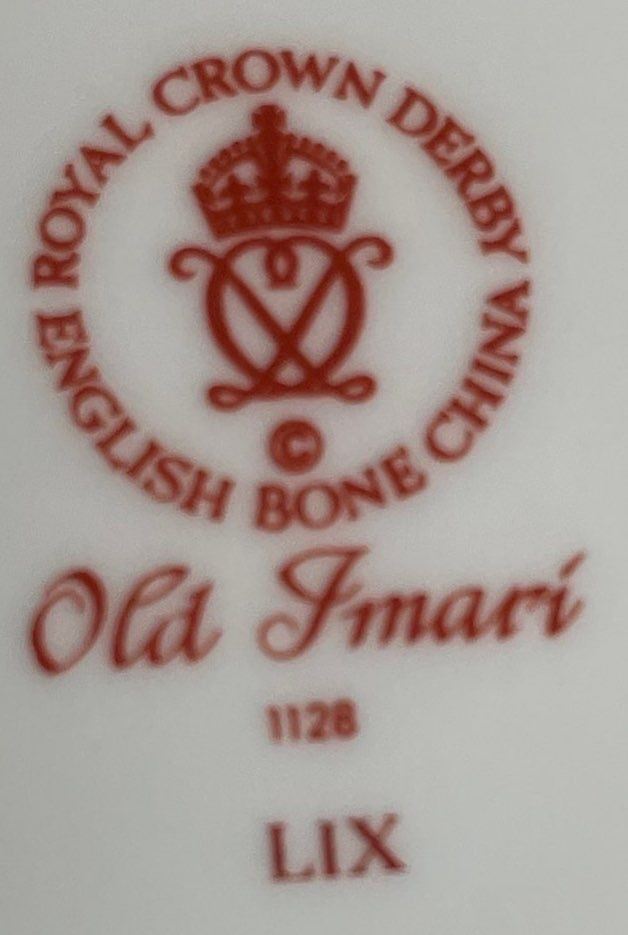 ROYAL CROWN DERBY
ENGLISH BONE CHINA
©
Old Imari
1128
LIX